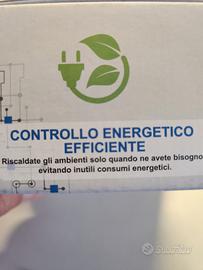 CONTROLLO ENERGETICO
EFFICIENTE
Riscaldate gli ambienti solo quando ne avete bisogno
evitando inutili consumi energetici.